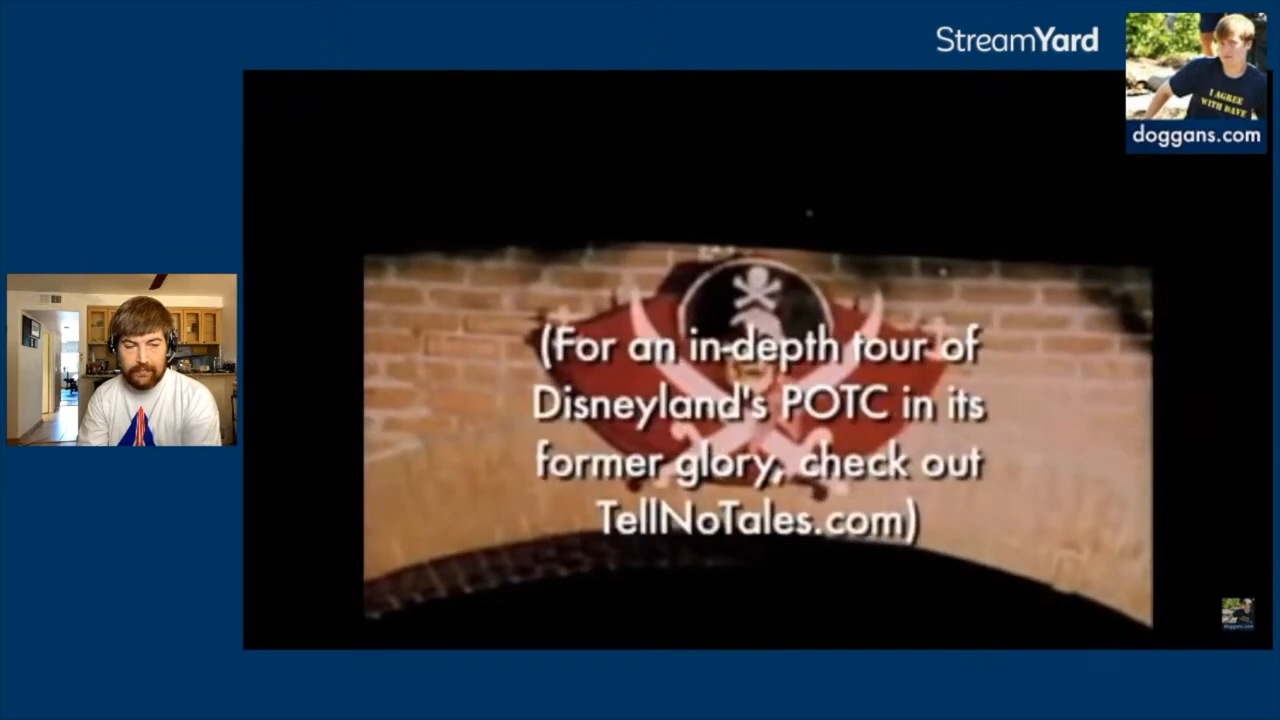 StreamYard
I AGREE
WITH DAVE
doggans.com
(For an in-depth tour of
Disneyland's POTC in its
former glory, check out
TellNoTales.com)